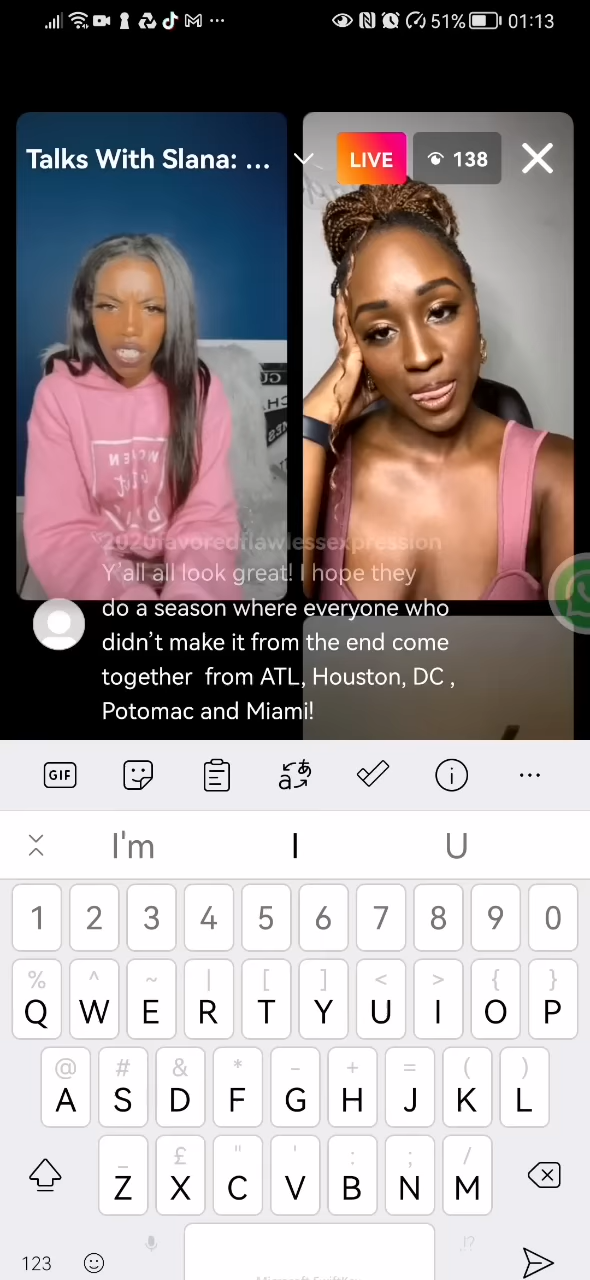 51% 01:13
Talks With Slana: ... LIVE 138
2020favoredflawlessexpression
Y'all all look great! I hope they
do a season where everyone who
didn't make it from the end come
together from ATL, Houston, DC ,
Potomac and Miami!
GIF
I'm I U
1 2 3 4 5 6 7 8 9 0
% ^ ~ | [ ] < > { }
Q W E R T Y U I O P
@ # & * - + = ( )
A S D F G H J K L
_ £ " ' : ; /
Z X C V B N M
123 ,!?
Microsoft SwiftKey